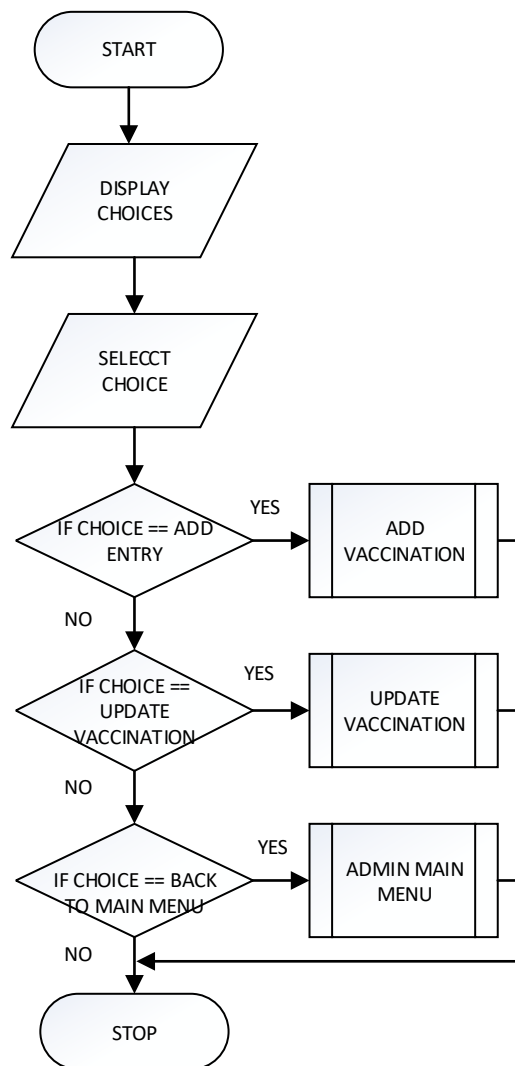 START
DISPLAY
CHOICES
SELECCT
CHOICE
IF CHOICE == ADD
ENTRY
YES
ADD
VACCINATION
NO
IF CHOICE ==
UPDATE
VACCINATION
YES
UPDATE
VACCINATION
NO
IF CHOICE == BACK
TO MAIN MENU
YES
ADMIN MAIN
MENU
NO
STOP